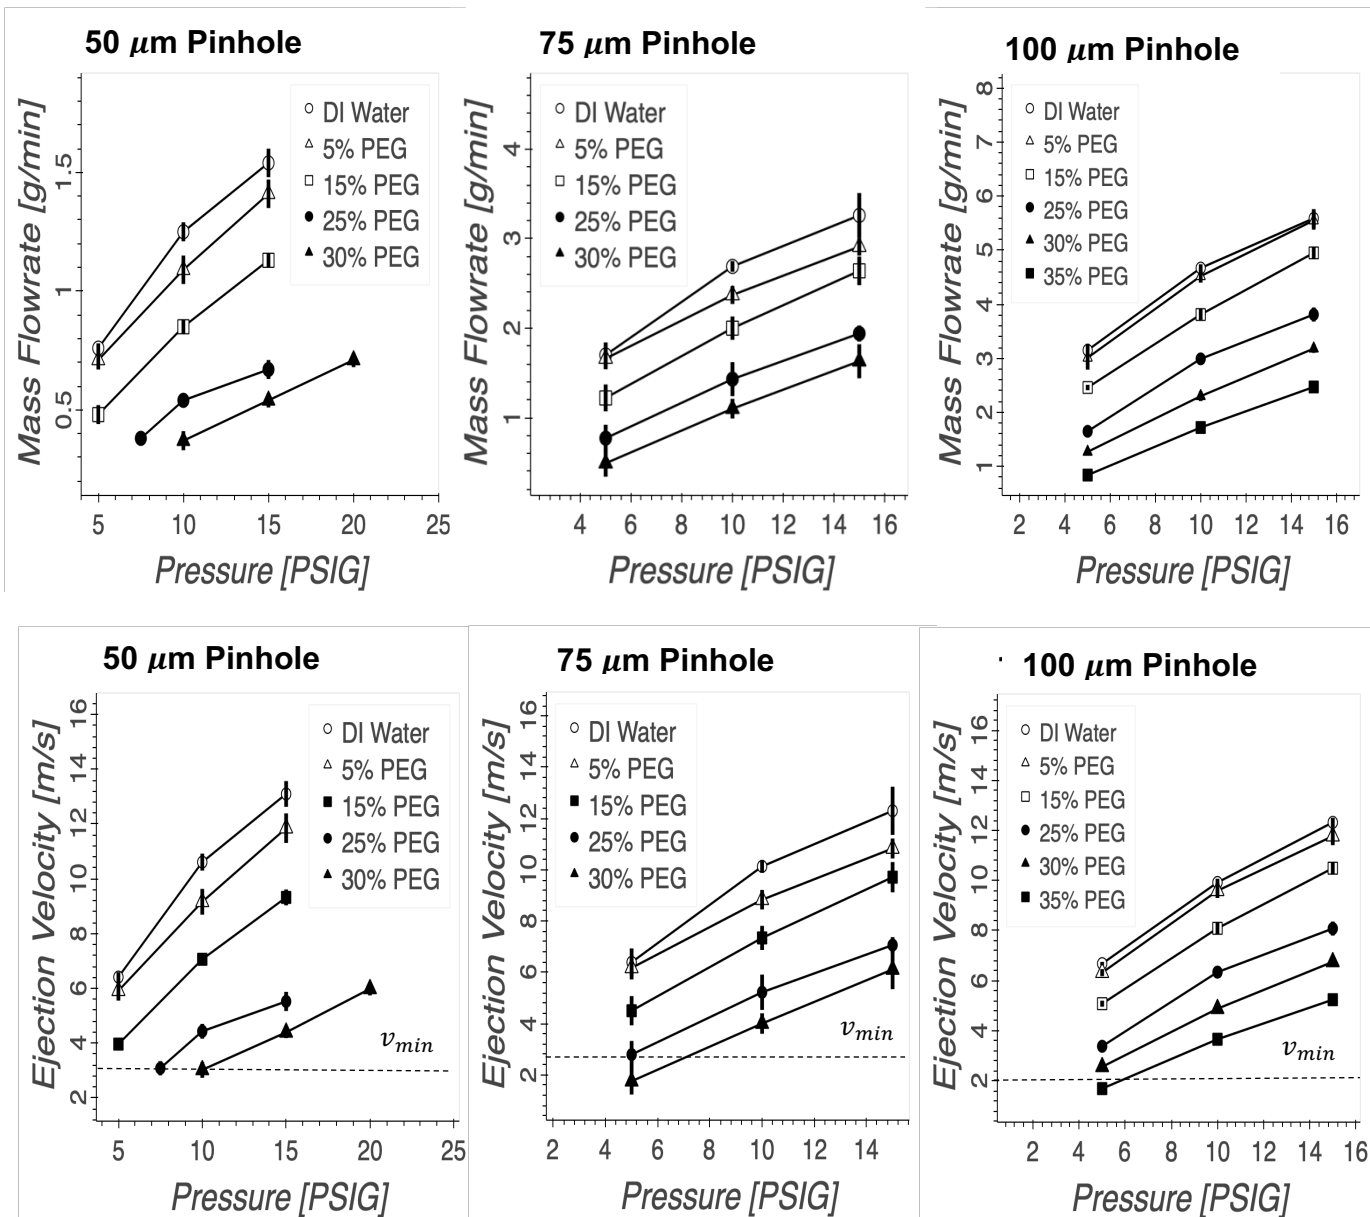 50 μm Pinhole
Mass Flowrate [g/min]
1.5
1
0.5
DI Water
5% PEG
15% PEG
25% PEG
30% PEG
5 10 15 20 25
Pressure [PSIG]
75 μm Pinhole
Mass Flowrate [g/min]
4
3
2
1
DI Water
5% PEG
15% PEG
25% PEG
30% PEG
4 6 8 10 12 14 16
Pressure [PSIG]
100 μm Pinhole
Mass Flowrate [g/min]
8
7
6
5
4
3
2
1
DI Water
5% PEG
15% PEG
25% PEG
30% PEG
35% PEG
2 4 6 8 10 12 14 16
Pressure [PSIG]
50 μm Pinhole
Ejection Velocity [m/s]
16
14
12
10
8
6
4
2
DI Water
5% PEG
15% PEG
25% PEG
30% PEG
vmin
5 10 15 20 25
Pressure [PSIG]
75 μm Pinhole
Ejection Velocity [m/s]
16
14
12
10
8
6
4
2
DI Water
5% PEG
15% PEG
25% PEG
30% PEG
vmin
2 4 6 8 10 12 14
Pressure [PSIG]
100 μm Pinhole
Ejection Velocity [m/s]
16
14
12
10
8
6
4
2
DI Water
5% PEG
15% PEG
25% PEG
30% PEG
35% PEG
vmin
2 4 6 8 10 12 14 16
Pressure [PSIG]